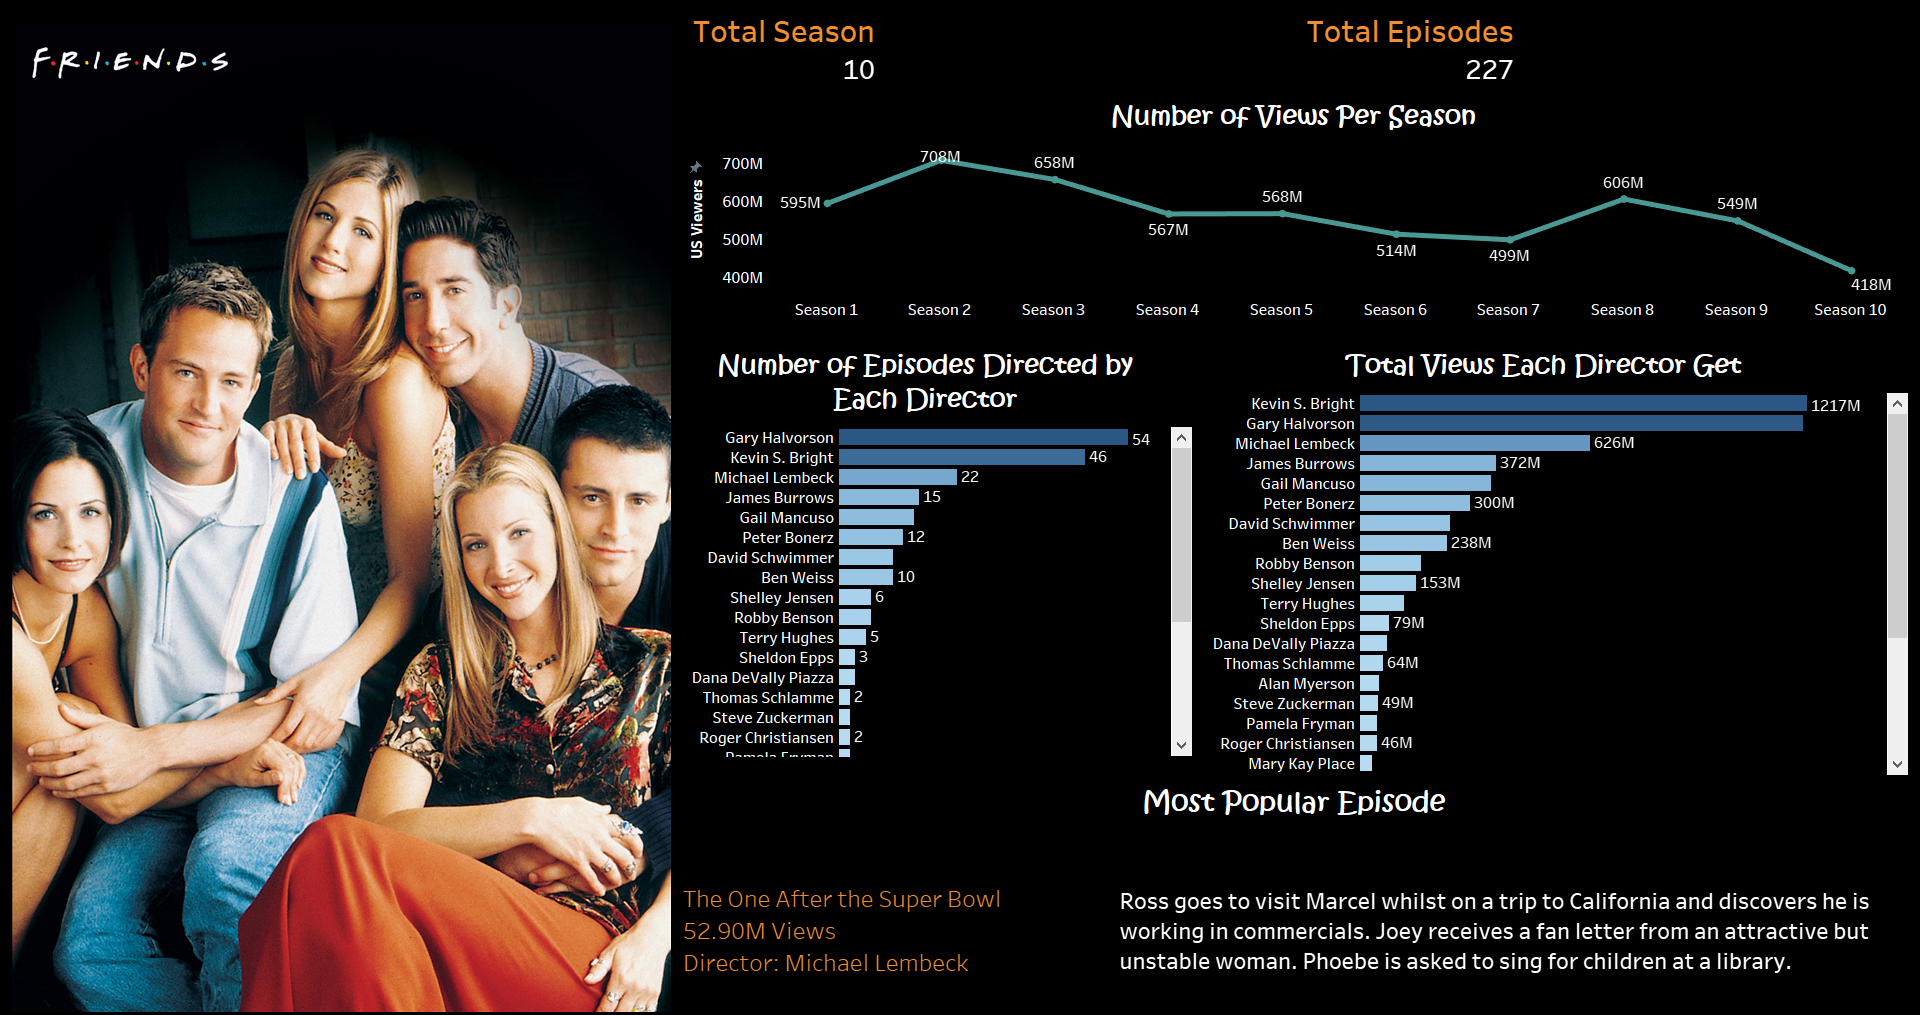 F·R·I·E·N·D·S
Total Season
10
Total Episodes
227
Number of Views Per Season
US Viewers
700M
600M
500M
400M
595M
708M
658M
567M
568M
514M
499M
606M
549M
418M
Season 1
Season 2
Season 3
Season 4
Season 5
Season 6
Season 7
Season 8
Season 9
Season 10
Number of Episodes Directed by
Each Director
Gary Halvorson 54
Kevin S. Bright 46
Michael Lembeck 22
James Burrows 15
Gail Mancuso
Peter Bonerz 12
David Schwimmer
Ben Weiss 10
Shelley Jensen 6
Robby Benson
Terry Hughes 5
Sheldon Epps 3
Dana DeVally Piazza
Thomas Schlamme 2
Steve Zuckerman
Roger Christiansen 2
Pamela Fryman
Total Views Each Director Get
Kevin S. Bright 1217M
Gary Halvorson
Michael Lembeck 626M
James Burrows 372M
Gail Mancuso
Peter Bonerz 300M
David Schwimmer
Ben Weiss 238M
Robby Benson
Shelley Jensen 153M
Terry Hughes
Sheldon Epps 79M
Dana DeVally Piazza
Thomas Schlamme 64M
Alan Myerson
Steve Zuckerman 49M
Pamela Fryman
Roger Christiansen 46M
Mary Kay Place
Most Popular Episode
The One After the Super Bowl
52.90M Views
Director: Michael Lembeck
Ross goes to visit Marcel whilst on a trip to California and discovers he is
working in commercials. Joey receives a fan letter from an attractive but
unstable woman. Phoebe is asked to sing for children at a library.